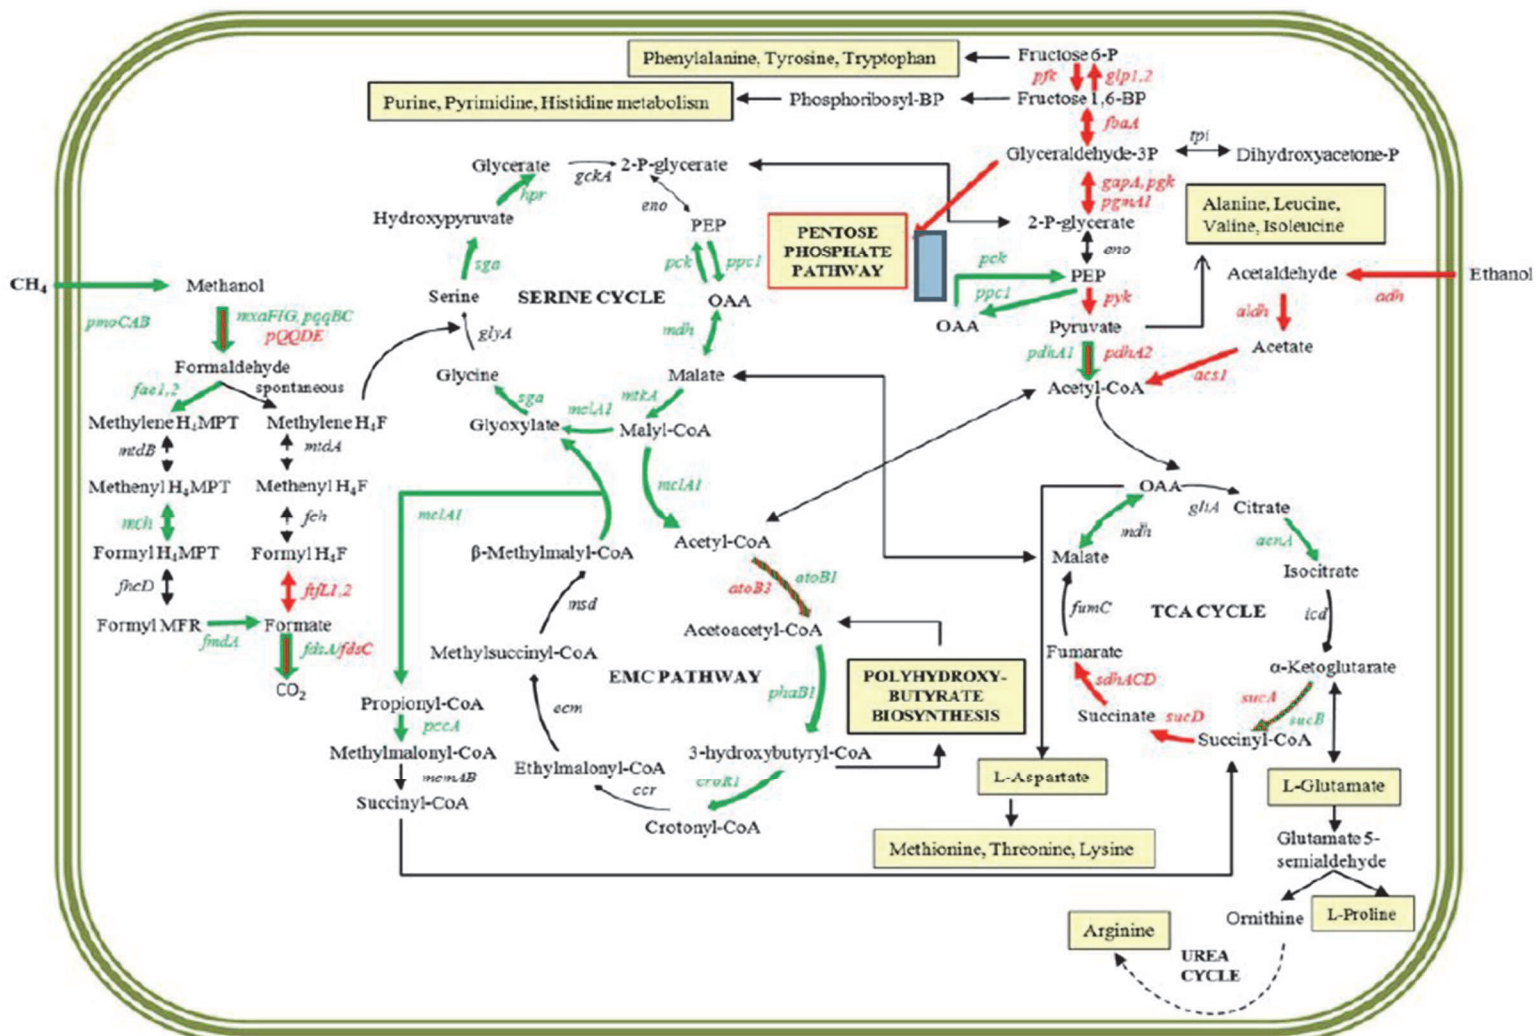 Phenylalanine, Tyrosine, Tryptophan
Fructose 6-P
pfk
glp1,2
Purine, Pyrimidine, Histidine metabolism
Phosphoribosyl-BP
Fructose 1,6-BP
fbaA
Glyceraldehyde-3P
tpi
Dihydroxyacetone-P
gapA, pgk
pgmA1
2-P-glycerate
eno
PEP
pck
ppc1
OAA
pyk
Pyruvate
pdhA1
pdhA2
Acetyl-CoA
PENTOSE
PHOSPHATE
PATHWAY
Alanine, Leucine,
Valine, Isoleucine
Acetaldehyde
Ethanol
adh
aldh
Acetate
acs1
Glycerate
gckA
2-P-glycerate
hpr
eno
Hydroxypyruvate
PEP
sga
pck
ppc1
Serine
SERINE CYCLE
OAA
glyA
mdh
Glycine
Malate
sga
mclA1
mtkA
Glyoxylate
Malyl-CoA
mclA1
CH4
Methanol
pmoCAB
mxaFIG, pqqBC
pQQDE
Formaldehyde
fae1,2
spontaneous
Methylene H4MPT
Methylene H4F
mtdB
mtdA
Methenyl H4MPT
Methenyl H4F
mch
fch
Formyl H4MPT
Formyl H4F
fhcD
ftfL1,2
Formyl MFR
fmdA
Formate
fdsA/fdsC
CO2
mclA1
β-Methylmalyl-CoA
Acetyl-CoA
atoB3
atoB1
msd
Acetoacetyl-CoA
Methylsuccinyl-CoA
EMC PATHWAY
phaB1
POLYHYDROXY-
BUTYRATE
BIOSYNTHESIS
Propionyl-CoA
pccA
ecm
Methylmalonyl-CoA
Ethylmalonyl-CoA
3-hydroxybutyryl-CoA
mcmAB
ccr
croR1
Succinyl-CoA
Crotonyl-CoA
OAA
gltA
Citrate
mdh
acnA
Malate
Isocitrate
fumC
TCA CYCLE
icd
Fumarate
α-Ketoglutarate
sdhACD
sucA
sucB
Succinate
sucD
Succinyl-CoA
L-Aspartate
L-Glutamate
Methionine, Threonine, Lysine
Glutamate 5-
semialdehyde
Ornithine
L-Proline
Arginine
UREA
CYCLE